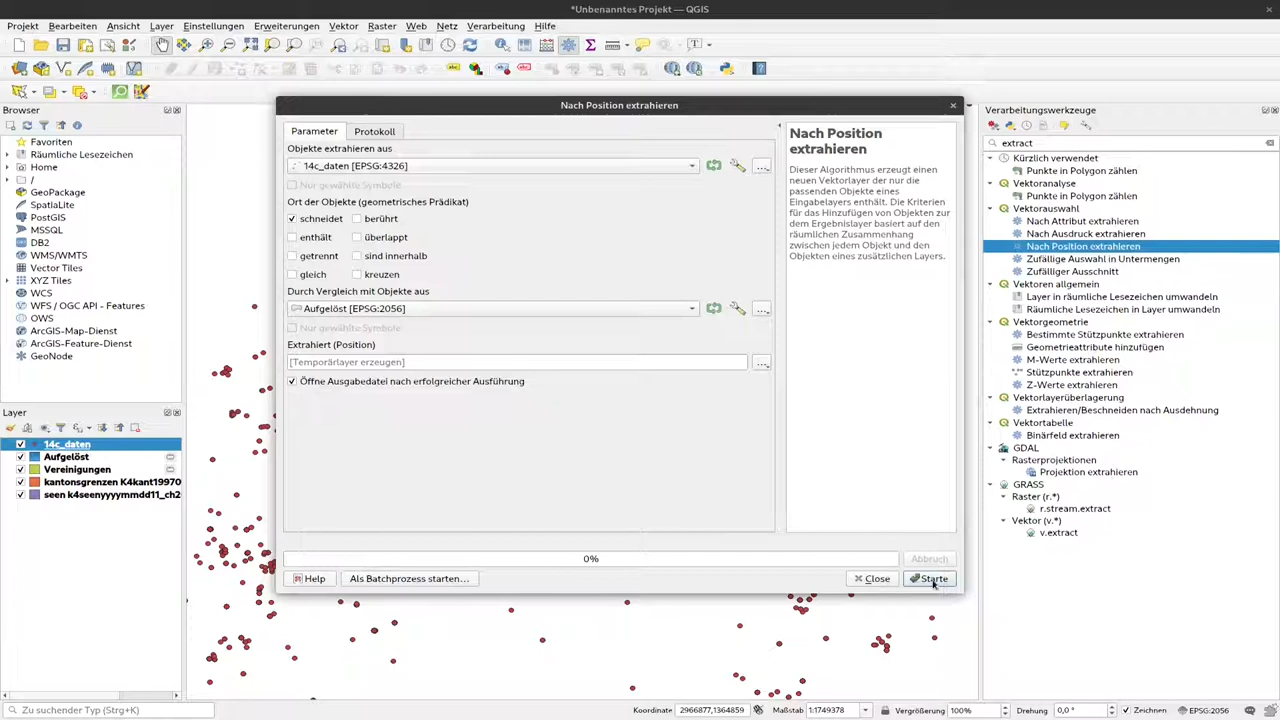 *Unbenanntes Projekt — QGIS
Projekt Bearbeiten Ansicht Layer Einstellungen Erweiterungen Vektor Raster Web Netz Verarbeitung Hilfe
Browser
Favoriten
Räumliche Lesezeichen
Home
/
GeoPackage
SpatiaLite
PostGIS
MSSQL
DB2
WMS/WMTS
Vector Tiles
XYZ Tiles
WCS
WFS / OGC API - Features
OWS
ArcGIS-Map-Dienst
ArcGIS-Feature-Dienst
GeoNode
Layer
14c_daten
Aufgelöst
Vereinigungen
kantonsgrenzen K4kant19970
seen k4seenyyyymmdd11_ch2
Nach Position extrahieren
Parameter Protokoll
Objekte extrahieren aus
14c_daten [EPSG:4326]
Nur gewählte Symbole
Ort der Objekte (geometrisches Prädikat)
schneidet berührt
enthält überlappt
getrennt sind innerhalb
gleich kreuzen
Durch Vergleich mit Objekte aus
Aufgelöst [EPSG:2056]
Nur gewählte Symbole
Extrahiert (Position)
[Temporärlayer erzeugen]
Öffne Ausgabedatei nach erfolgreicher Ausführung
Nach Position
extrahieren
Dieser Algorithmus erzeugt einen
neuen Vektorlayer der nur die
passenden Objekte eines
Eingabelayers enthält. Die Kriterien
für das Hinzufügen von Objekten zur
dem Ergebnislayer basiert auf den
räumlichen Zusammenhang
zwischen jedem Objekt und den
Objekten eines zusätzlichen Layers.
0%
Abbruch
Help Als Batchprozess starten… Close Starte
Verarbeitungswerkzeuge
extract
Kürzlich verwendet
Punkte in Polygon zählen
Vektoranalyse
Punkte in Polygon zählen
Vektorauswahl
Nach Attribut extrahieren
Nach Ausdruck extrahieren
Nach Position extrahieren
Zufällige Auswahl in Untermengen
Zufälliger Ausschnitt
Vektoren allgemein
Layer in räumliche Lesezeichen umwandeln
Räumliche Lesezeichen in Layer umwandeln
Vektorgeometrie
Bestimmte Stützpunkte extrahieren
Geometrieattribute hinzufügen
M-Werte extrahieren
Stützpunkte extrahieren
Z-Werte extrahieren
Vektorlayerüberlagerung
Extrahieren/Beschneiden nach Ausdehnung
Vektortabelle
Binärfeld extrahieren
GDAL
Rasterprojektionen
Projektion extrahieren
GRASS
Raster (r.*)
r.stream.extract
Vektor (v.*)
v.extract
Zu suchender Typ (Strg+K) Koordinate 2966877,1364859 Maßstab 1:1749378 Vergrößerung 100% Drehung 0,0 ° Zeichnen EPSG:2056